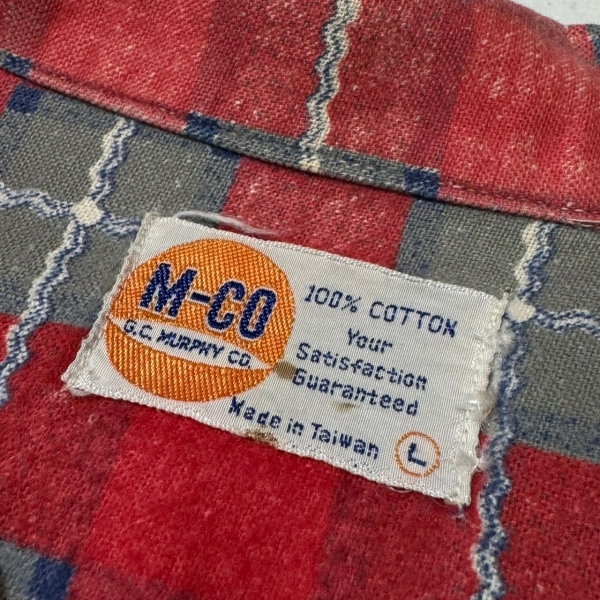 M-CO
G.C. MURPHY CO.
100% COTTON
Your
Satisfaction
Guaranteed
Made in Taiwan
L